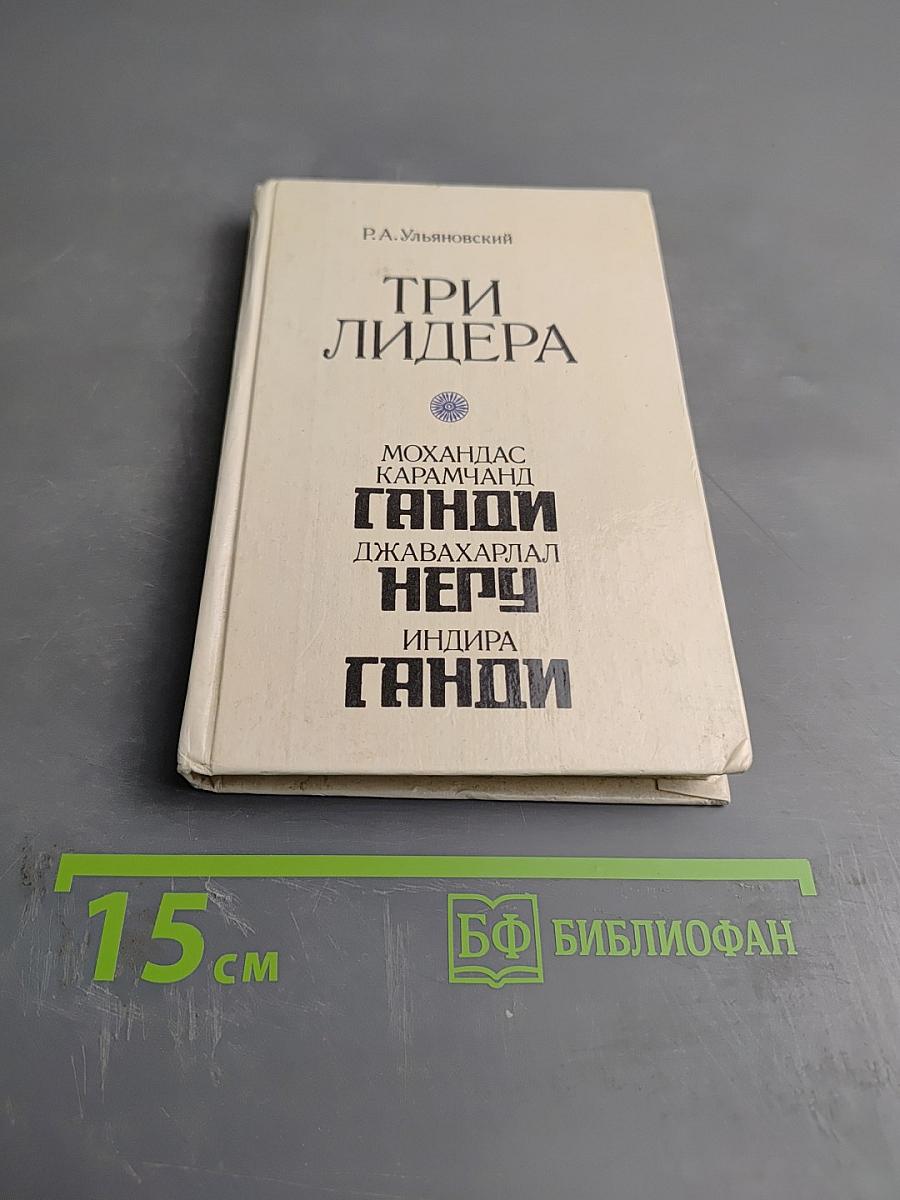 Р.А.Ульяновский
ТРИ
ЛИДЕРА
МОХАНДАС
КАРАМЧАНД
ГАНДИ
ДЖАВАХАРЛАЛ
НЕРУ
ИНДИРА
ГАНДИ
15 см
БФ БИБЛИОФАН